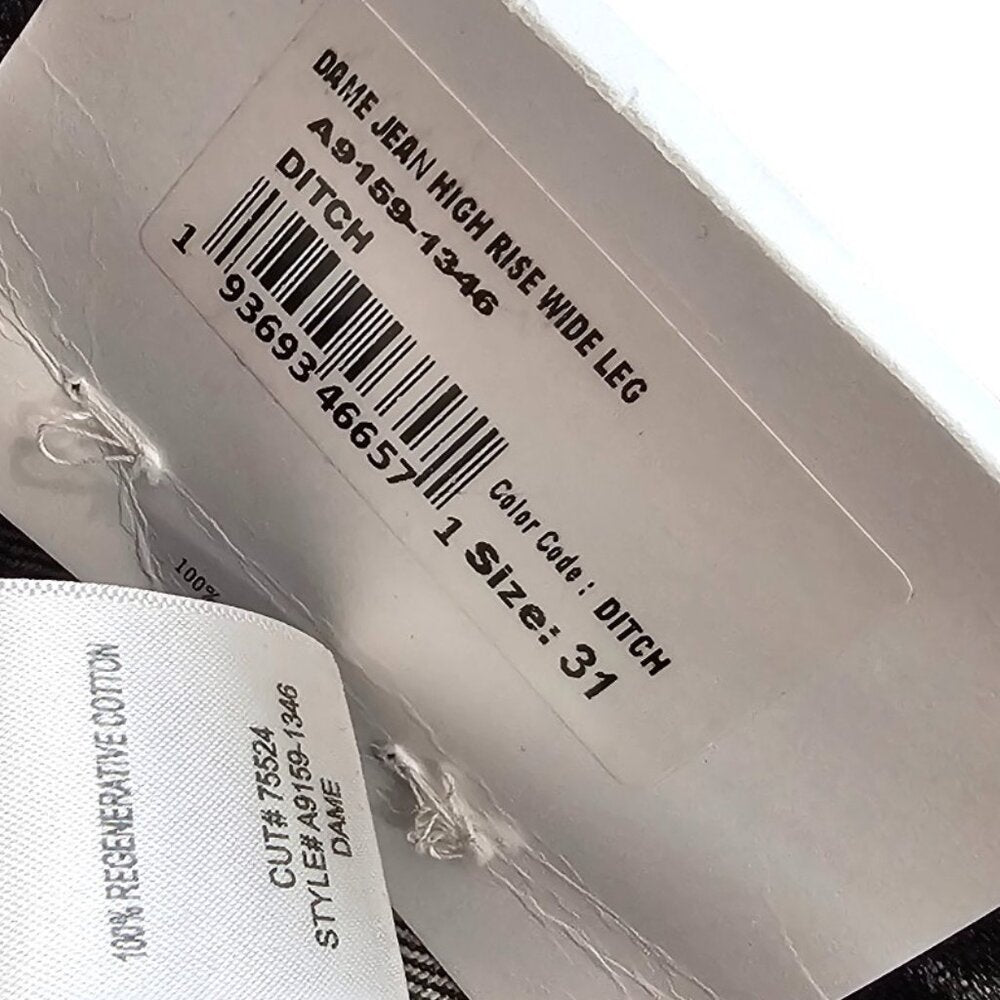 DAME JEAN HIGH RISE WIDE LEG
A9159-1346
DITCH
1 93693 46657 1
Color Code : DITCH
Size: 31
100%
100% REGENERATIVE COTTON
CUT# 75524
STYLE# A9159-1346
DAME